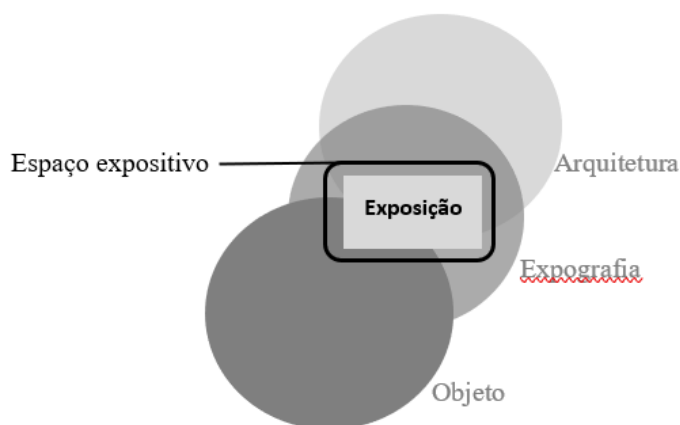 Espaço expositivo
Arquitetura
Exposição
Expografia
Objeto